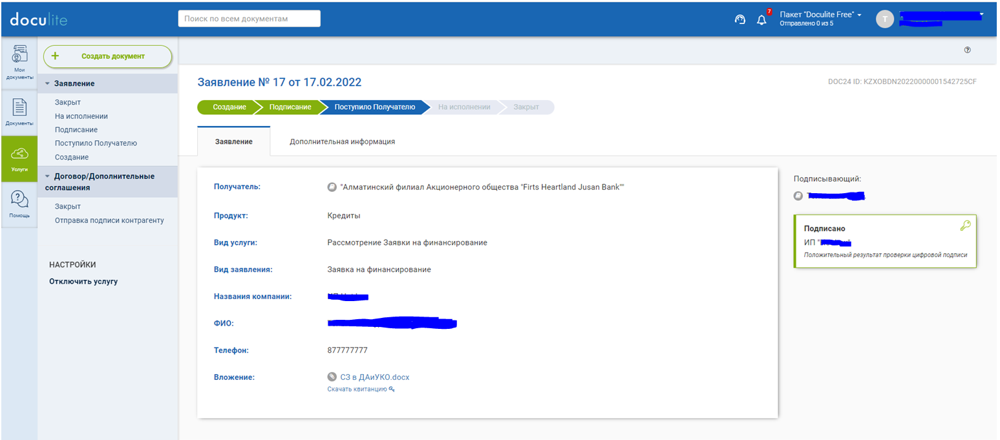 doculite
Поиск по всем документам
7
Пакет "Doculite Free"
Отправлено 0 из 5
T
Мои документы
Документы
Услуги
Помощь
Создать документ
Заявление
Закрыт
На исполнении
Подписание
Поступило Получателю
Создание
Договор/Дополнительные
соглашения
Закрыт
Отправка подписи контрагенту
НАСТРОЙКИ
Отключить услугу
?
Заявление № 17 от 17.02.2022
DOC24 ID: KZXOBDN20220000001542725CF
Создание Подписание Поступило Получателю На исполнении Закрыт
Заявление Дополнительная информация
Получатель: "Алматинский филиал Акционерного общества "Firts Heartland Jusan Bank""
Продукт: Кредиты
Вид услуги: Рассмотрение Заявки на финансирование
Вид заявления: Заявка на финансирование
Названия компании:
ФИО:
Телефон: 877777777
Вложение: СЗ в ДАиУКО.docx
Скачать квитанцию
Подписывающий:
Подписано
ИП "
Положительный результат проверки цифровой подписи